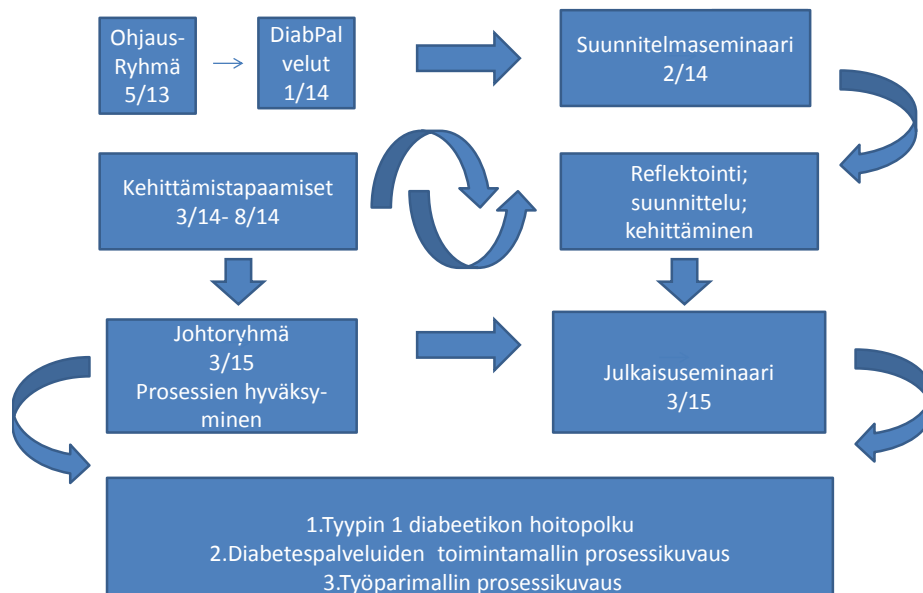 Ohjaus-
Ryhmä
5/13
DiabPal
velut
1/14
Suunnitelmaseminaari
2/14
Kehittämistapaamiset
3/14- 8/14
Reflektointi;
suunnittelu;
kehittäminen
Johtoryhmä
3/15
Prosessien hyväksy-
minen
Julkaisuseminaari
3/15
1.Tyypin 1 diabeetikon hoitopolku
2.Diabetespalveluiden toimintamallin prosessikuvaus
3.Työparimallin prosessikuvaus